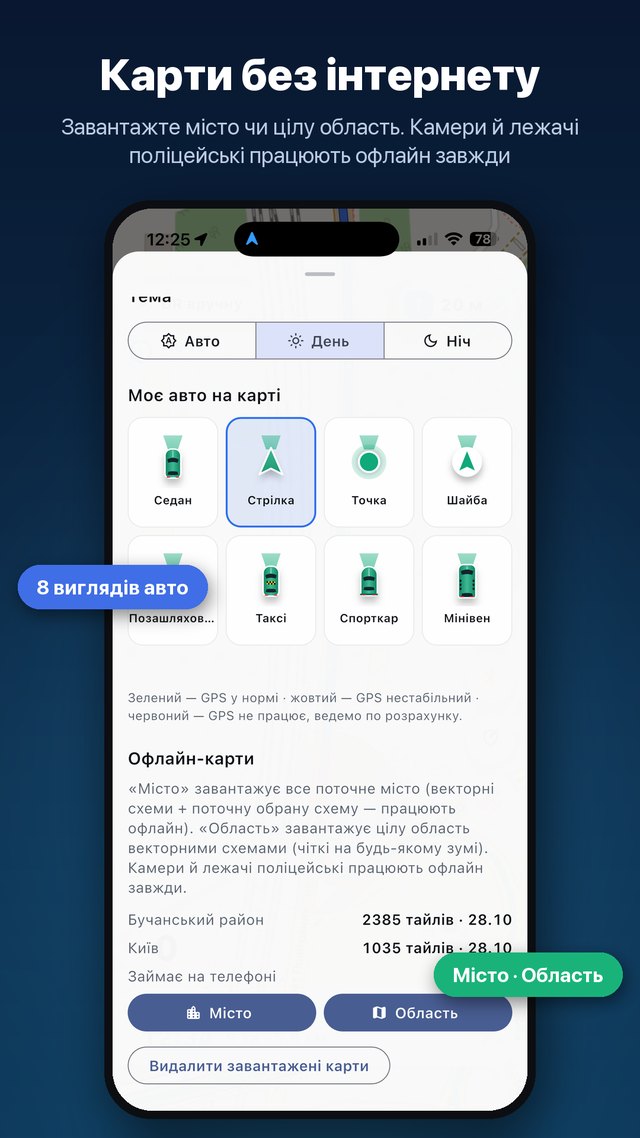 Карти без інтернету
Завантажте місто чи цілу область. Камери й лежачі
поліцейські працюють офлайн завжди
12:25
78
Тема
Авто
День
Ніч
Моє авто на карті
Седан
Стрілка
Точка
Шайба
8 виглядів авто
Позашляхов...
Таксі
Спорткар
Мінівен
Зелений — GPS у нормі · жовтий — GPS нестабільний ·
червоний — GPS не працює, ведемо по розрахунку.
Офлайн-карти
«Місто» завантажує все поточне місто (векторні
схеми + поточну обрану схему — працюють
офлайн). «Область» завантажує цілу область
векторними схемами (чіткі на будь-якому зумі).
Камери й лежачі поліцейські працюють офлайн
завжди.
Бучанський район
2385 тайлів · 28.10
Київ
1035 тайлів · 28.10
Займає на телефоні
Місто · Область
Місто
Область
Видалити завантажені карти